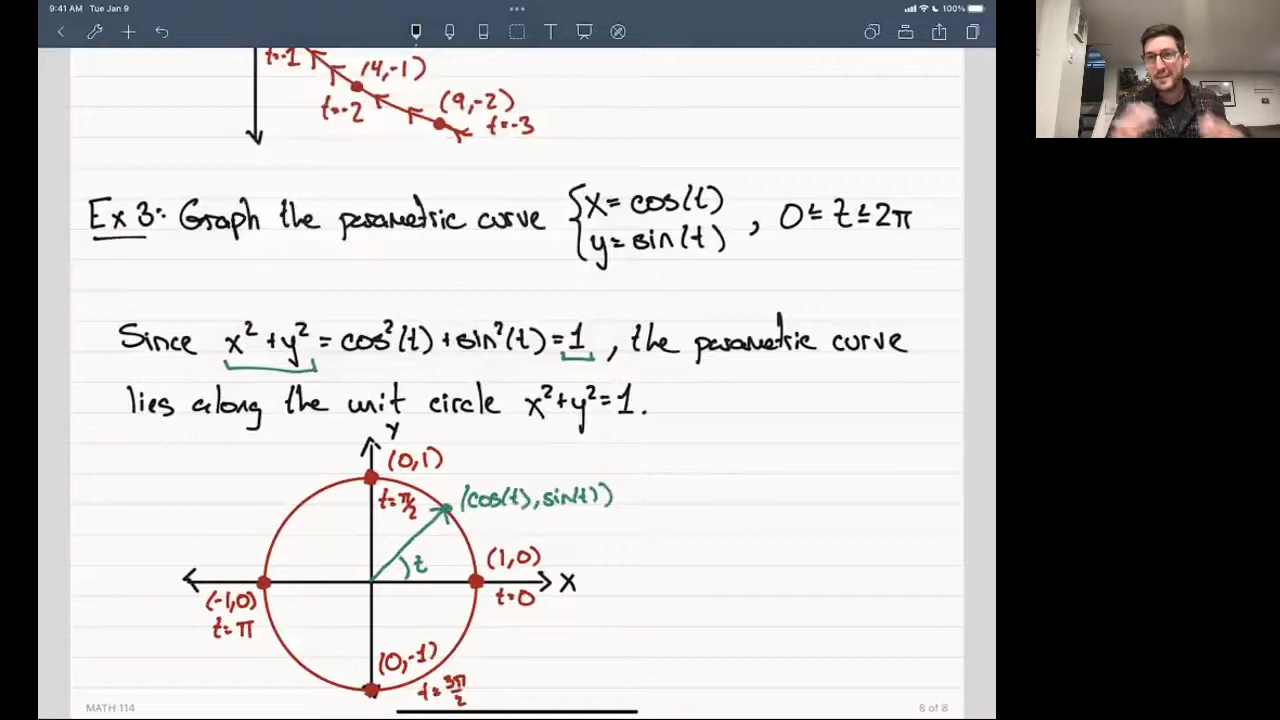 9:41 AM Tue Jan 9
100%
t=-1
(4,-1)
t=-2
(9,-2)
t=-3
Ex 3: Graph the parametric curve { x= cos(t) y= sin(t) , 0≤t≤2π
Since x²+y² = cos²(t)+sin²(t)=1, the parametric curve
lies along the unit circle x²+y²=1.
y
(0,1)
t=π/2
(cos(t), sin(t))
t
(1,0)
t=0
x
(-1,0)
t=π
(0,-1)
t=3π/2
MATH 114
8 of 8